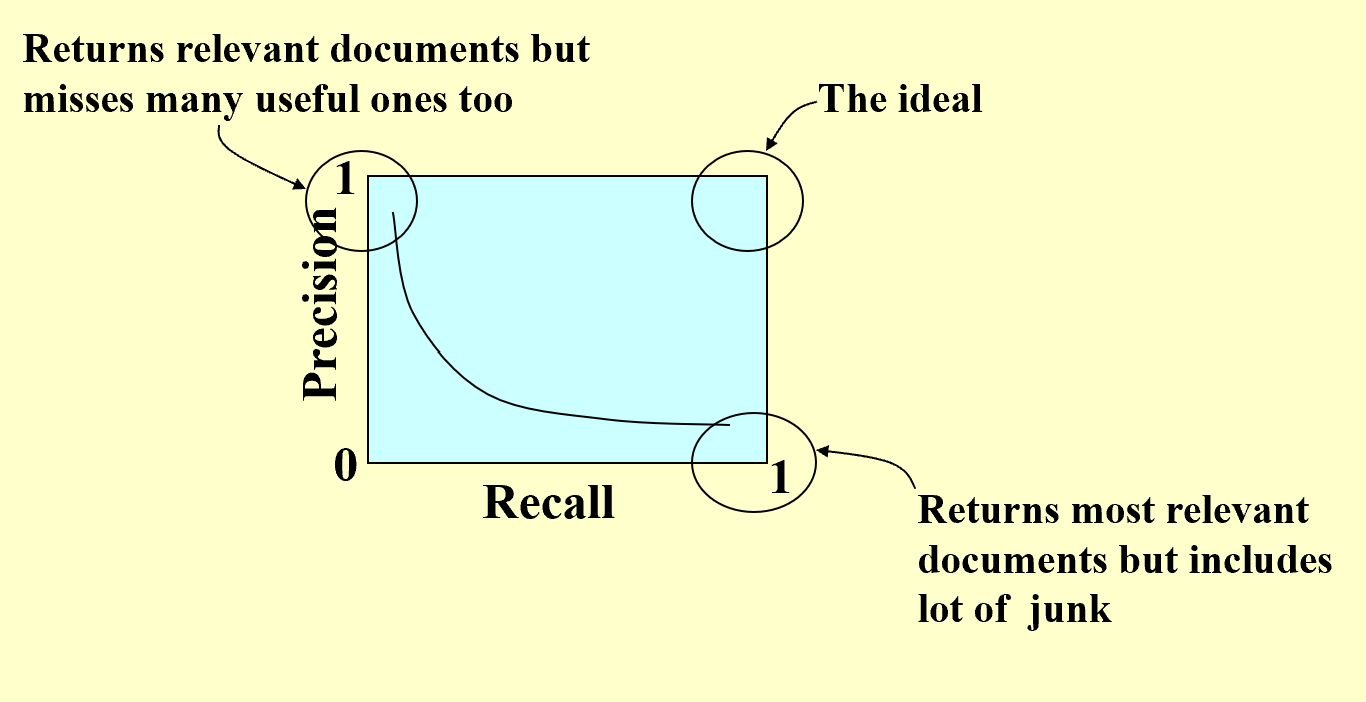 Returns relevant documents but
misses many useful ones too
The ideal
1
Precision
0
1
Recall
Returns most relevant
documents but includes
lot of  junk